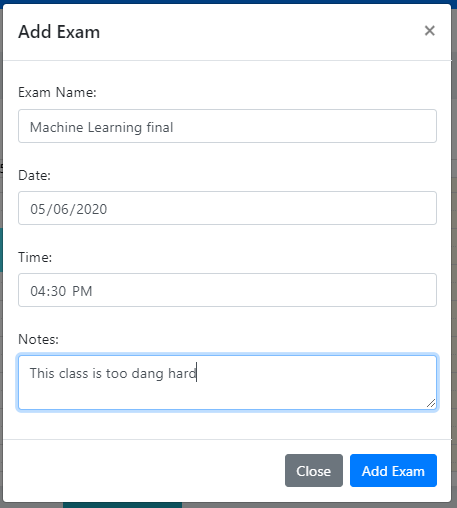 Add Exam ×
Exam Name:
Machine Learning final
Date:
05/06/2020
Time:
04:30 PM
Notes:
This class is too dang hard
Close Add Exam